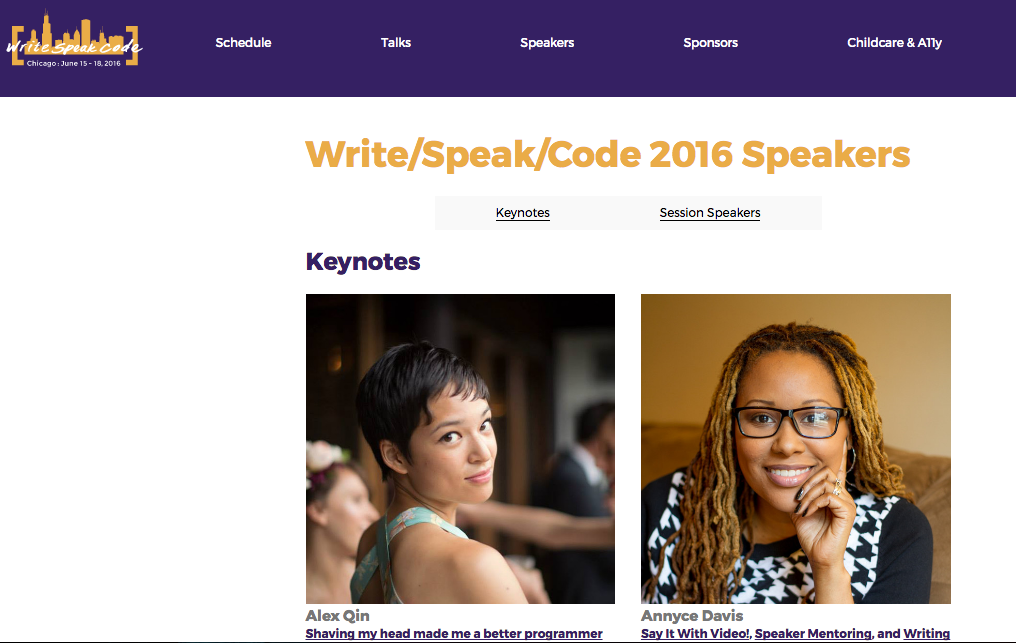 Write Speak Code
Chicago : June 15 - 18, 2016
Schedule
Talks
Speakers
Sponsors
Childcare & A11y
Write/Speak/Code 2016 Speakers
Keynotes
Session Speakers
Keynotes
Alex Qin
Shaving my head made me a better programmer
Annyce Davis
Say It With Video!, Speaker Mentoring, and Writing